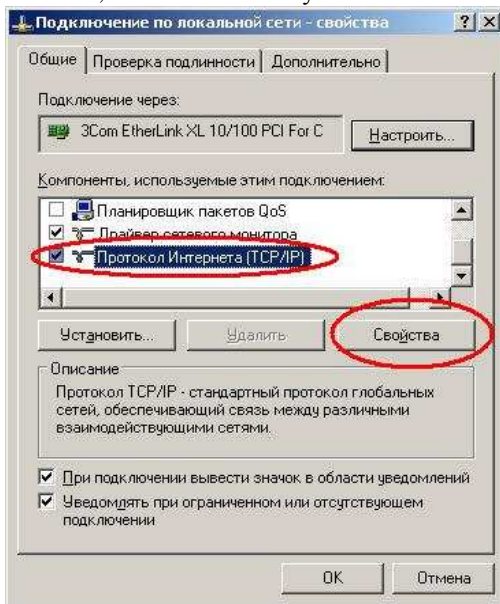 Подключение по локальной сети - свойства
Общие Проверка подлинности Дополнительно
Подключение через:
3Com EtherLink XL 10/100 PCI For C Настроить...
Компоненты, используемые этим подключением:
Планировщик пакетов QoS
Драйвер сетевого монитора
Протокол Интернета (TCP/IP)
Установить... Удалить Свойства
Описание
Протокол TCP/IP - стандартный протокол глобальных
сетей, обеспечивающий связь между различными
взаимодействующими сетями.
При подключении вывести значок в области уведомлений
Уведомлять при ограниченном или отсутствующем
подключении
OK Отмена